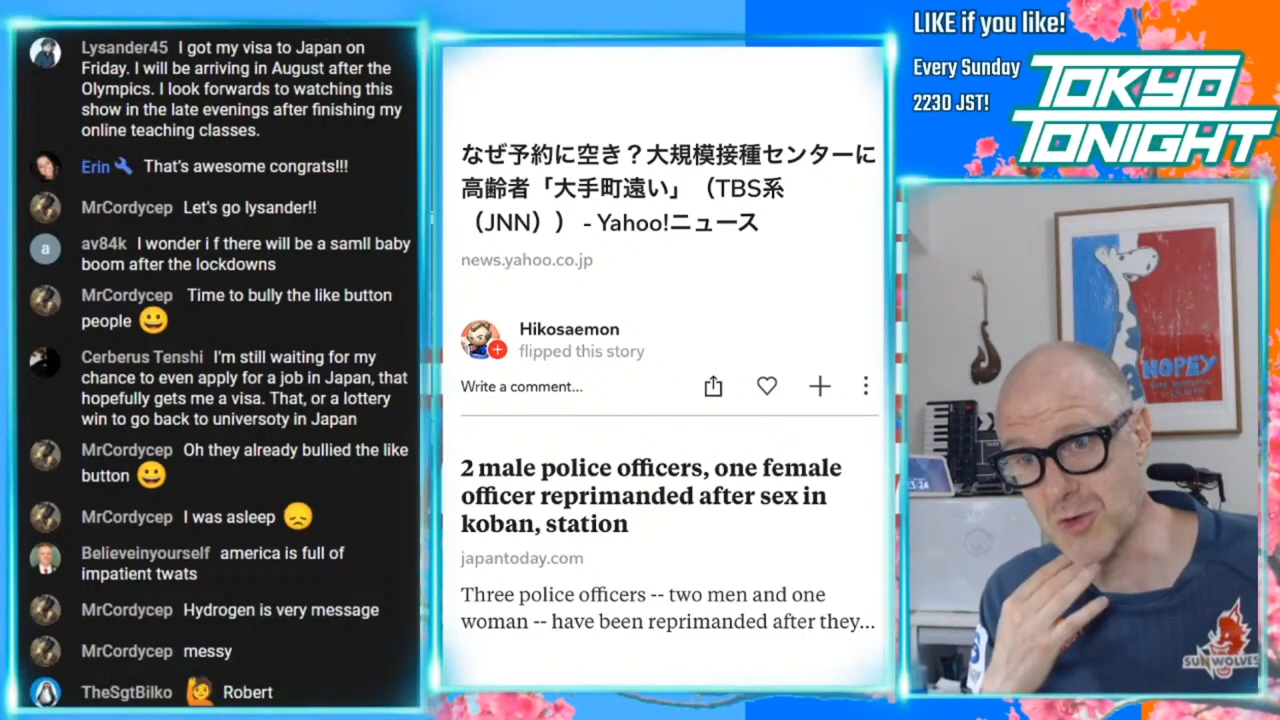 Lysander45 I got my visa to Japan on
Friday. I will be arriving in August after the
Olympics. I look forwards to watching this
show in the late evenings after finishing my
online teaching classes.
Erin That's awesome congrats!!!
MrCordycep Let's go lysander!!
av84k I wonder i f there will be a samll baby
boom after the lockdowns
MrCordycep Time to bully the like button
people 😀
Cerberus Tenshi I'm still waiting for my
chance to even apply for a job in Japan, that
hopefully gets me a visa. That, or a lottery
win to go back to universoty in Japan
MrCordycep Oh they already bullied the like
button 😀
MrCordycep I was asleep 😞
Believeinyourself america is full of
impatient twats
MrCordycep Hydrogen is very message
MrCordycep messy
TheSgtBilko 🙋 Robert
なぜ予約に空き？大規模接種センターに
高齢者「大手町遠い」（TBS系
（JNN）） - Yahoo!ニュース
news.yahoo.co.jp
Hikosaemon
flipped this story
Write a comment...
2 male police officers, one female
officer reprimanded after sex in
koban, station
japantoday.com
Three police officers -- two men and one
woman -- have been reprimanded after they...
LIKE if you like!
Every Sunday
2230 JST!
TOKYO
TONIGHT
HOPEY
SUNWOLVES